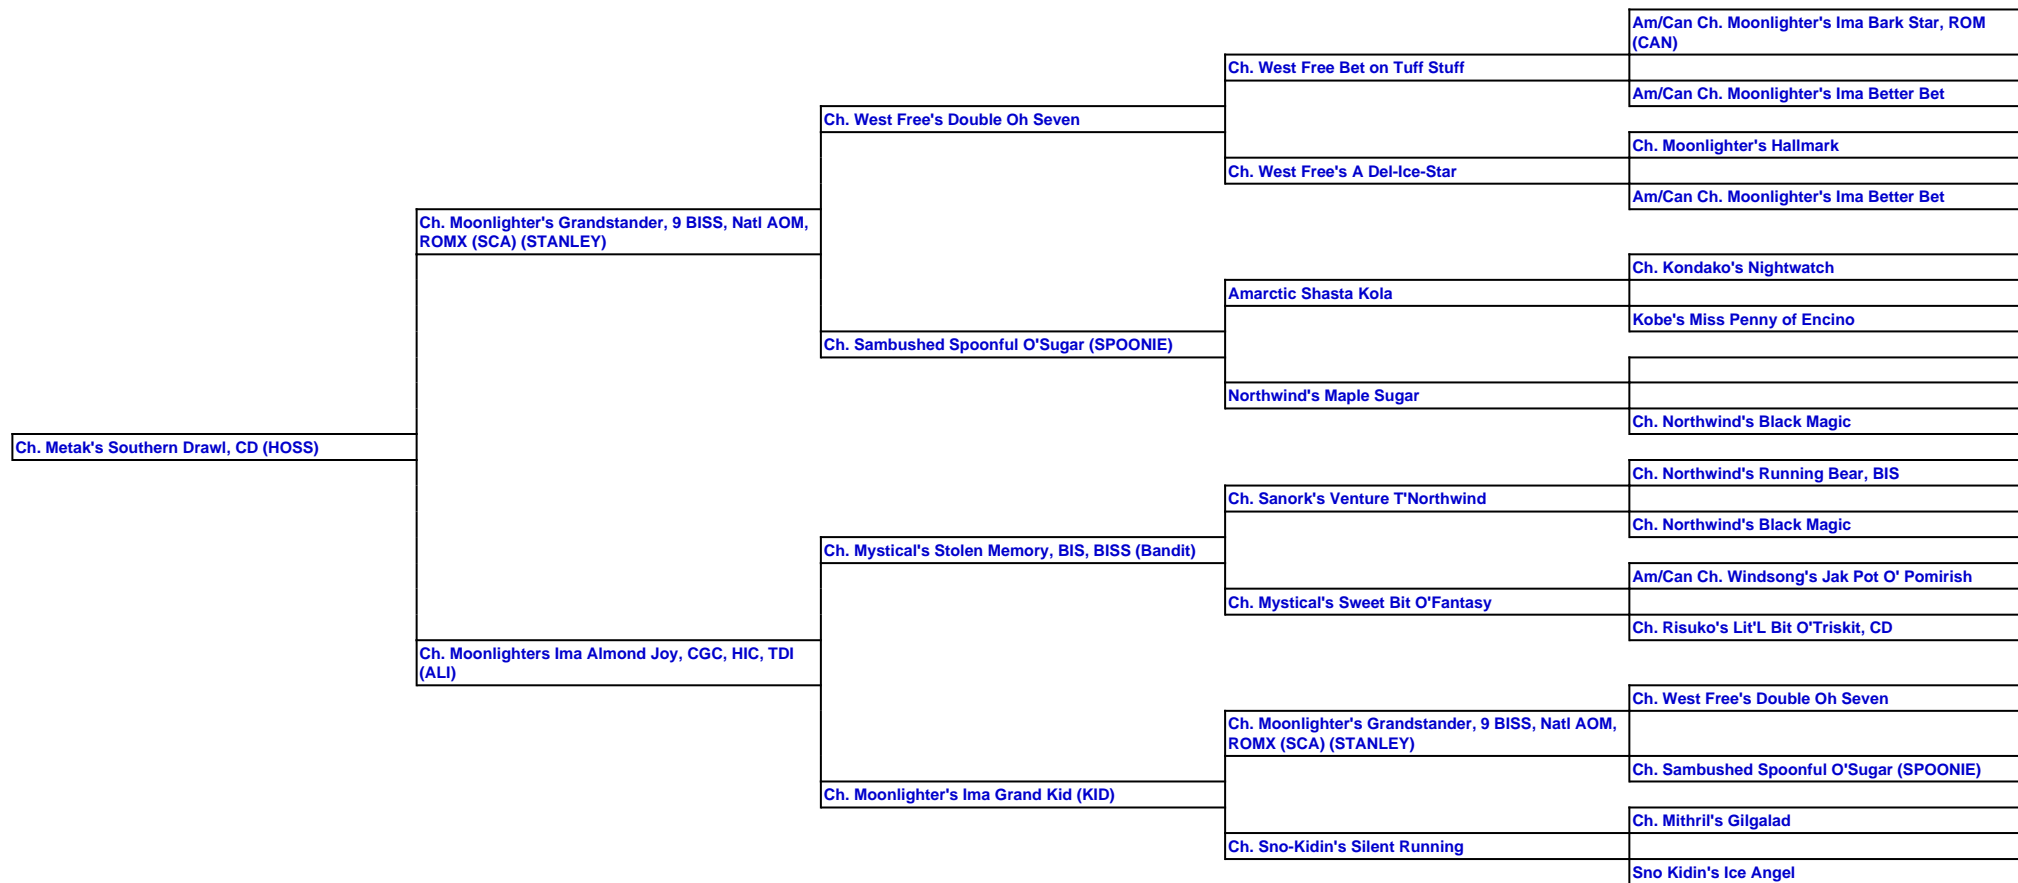 Am/Can Ch. Moonlighter's Ima Bark Star, ROM
(CAN)
Ch. West Free Bet on Tuff Stuff
Am/Can Ch. Moonlighter's Ima Better Bet
Ch. West Free's Double Oh Seven
Ch. Moonlighter's Hallmark
Ch. West Free's A Del-Ice-Star
Am/Can Ch. Moonlighter's Ima Better Bet
Ch. Moonlighter's Grandstander, 9 BISS, Natl AOM,
ROMX (SCA) (STANLEY)
Ch. Kondako's Nightwatch
Amarctic Shasta Kola
Kobe's Miss Penny of Encino
Ch. Sambushed Spoonful O'Sugar (SPOONIE)
Northwind's Maple Sugar
Ch. Northwind's Black Magic
Ch. Metak's Southern Drawl, CD (HOSS)
Ch. Northwind's Running Bear, BIS
Ch. Sanork's Venture T'Northwind
Ch. Northwind's Black Magic
Ch. Mystical's Stolen Memory, BIS, BISS (Bandit)
Am/Can Ch. Windsong's Jak Pot O' Pomirish
Ch. Mystical's Sweet Bit O'Fantasy
Ch. Risuko's Lit'L Bit O'Triskit, CD
Ch. Moonlighters Ima Almond Joy, CGC, HIC, TDI
(ALI)
Ch. West Free's Double Oh Seven
Ch. Moonlighter's Grandstander, 9 BISS, Natl AOM,
ROMX (SCA) (STANLEY)
Ch. Sambushed Spoonful O'Sugar (SPOONIE)
Ch. Moonlighter's Ima Grand Kid (KID)
Ch. Mithril's Gilgalad
Ch. Sno-Kidin's Silent Running
Sno Kidin's Ice Angel